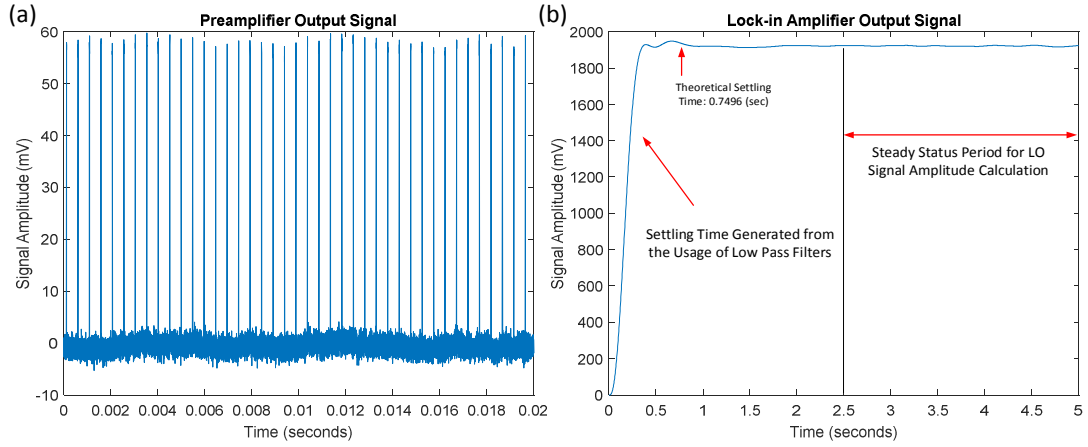 (a)
Preamplifier Output Signal
Signal Amplitude (mV)
60
50
40
30
20
10
0
-10
0 0.002 0.004 0.006 0.008 0.01 0.012 0.014 0.016 0.018 0.02
Time (seconds)
(b)
Lock-in Amplifier Output Signal
Signal Amplitude (mV)
2000
1800
1600
1400
1200
1000
800
600
400
200
0
0 0.5 1 1.5 2 2.5 3 3.5 4 4.5 5
Time (seconds)
Theoretical Settling
Time: 0.7496 (sec)
Steady Status Period for LO
Signal Amplitude Calculation
Settling Time Generated from
the Usage of Low Pass Filters